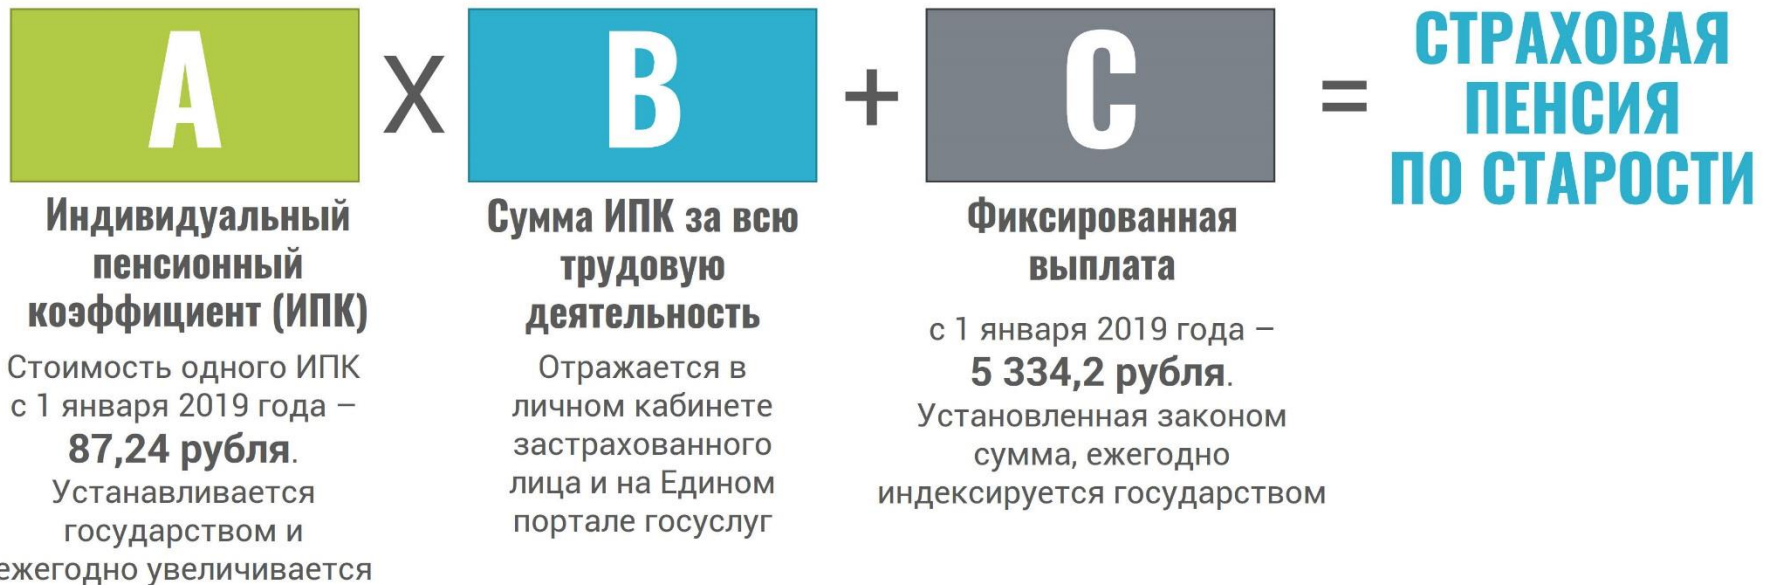 A
X
B
+
C
=
СТРАХОВАЯ
ПЕНСИЯ
ПО СТАРОСТИ
Индивидуальный
пенсионный
коэффициент (ИПК)
Стоимость одного ИПК
с 1 января 2019 года –
87,24 рубля.
Устанавливается
государством и
ежегодно увеличивается
Сумма ИПК за всю
трудовую
деятельность
Отражается в
личном кабинете
застрахованного
лица и на Едином
портале госуслуг
Фиксированная
выплата
с 1 января 2019 года –
5 334,2 рубля.
Установленная законом
сумма, ежегодно
индексируется государством